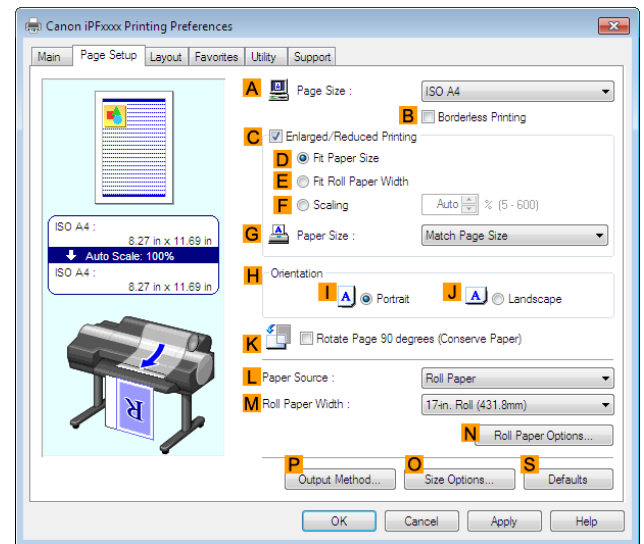 Canon iPFxxxx Printing Preferences
Main Page Setup Layout Favorites Utility Support
A Page Size : ISO A4
B Borderless Printing
C Enlarged/Reduced Printing
D Fit Paper Size
E Fit Roll Paper Width
F Scaling Auto % (5 - 600)
ISO A4 :
8.27 in x 11.69 in
Auto Scale: 100%
ISO A4 :
8.27 in x 11.69 in
G Paper Size : Match Page Size
H Orientation
I A Portrait J A Landscape
K Rotate Page 90 degrees (Conserve Paper)
R
L Paper Source : Roll Paper
M Roll Paper Width : 17-in. Roll (431.8mm)
N Roll Paper Options...
P Output Method... O Size Options... S Defaults
OK Cancel Apply Help